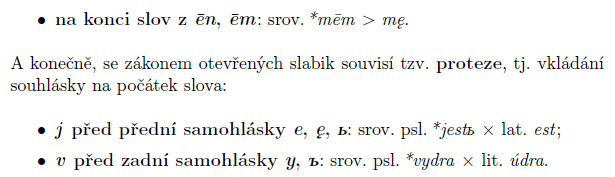 • na konci slov z ēn, ēm: srov. *mēm > mę.
A konečně, se zákonem otevřených slabik souvisí tzv. proteze, tj. vkládání
souhlásky na počátek slova:
• j před přední samohlásky e, ę, ь: srov. psl. *jestь × lat. est;
• v před zadní samohlásky y, ъ: srov. psl. *vydra × lit. údra.